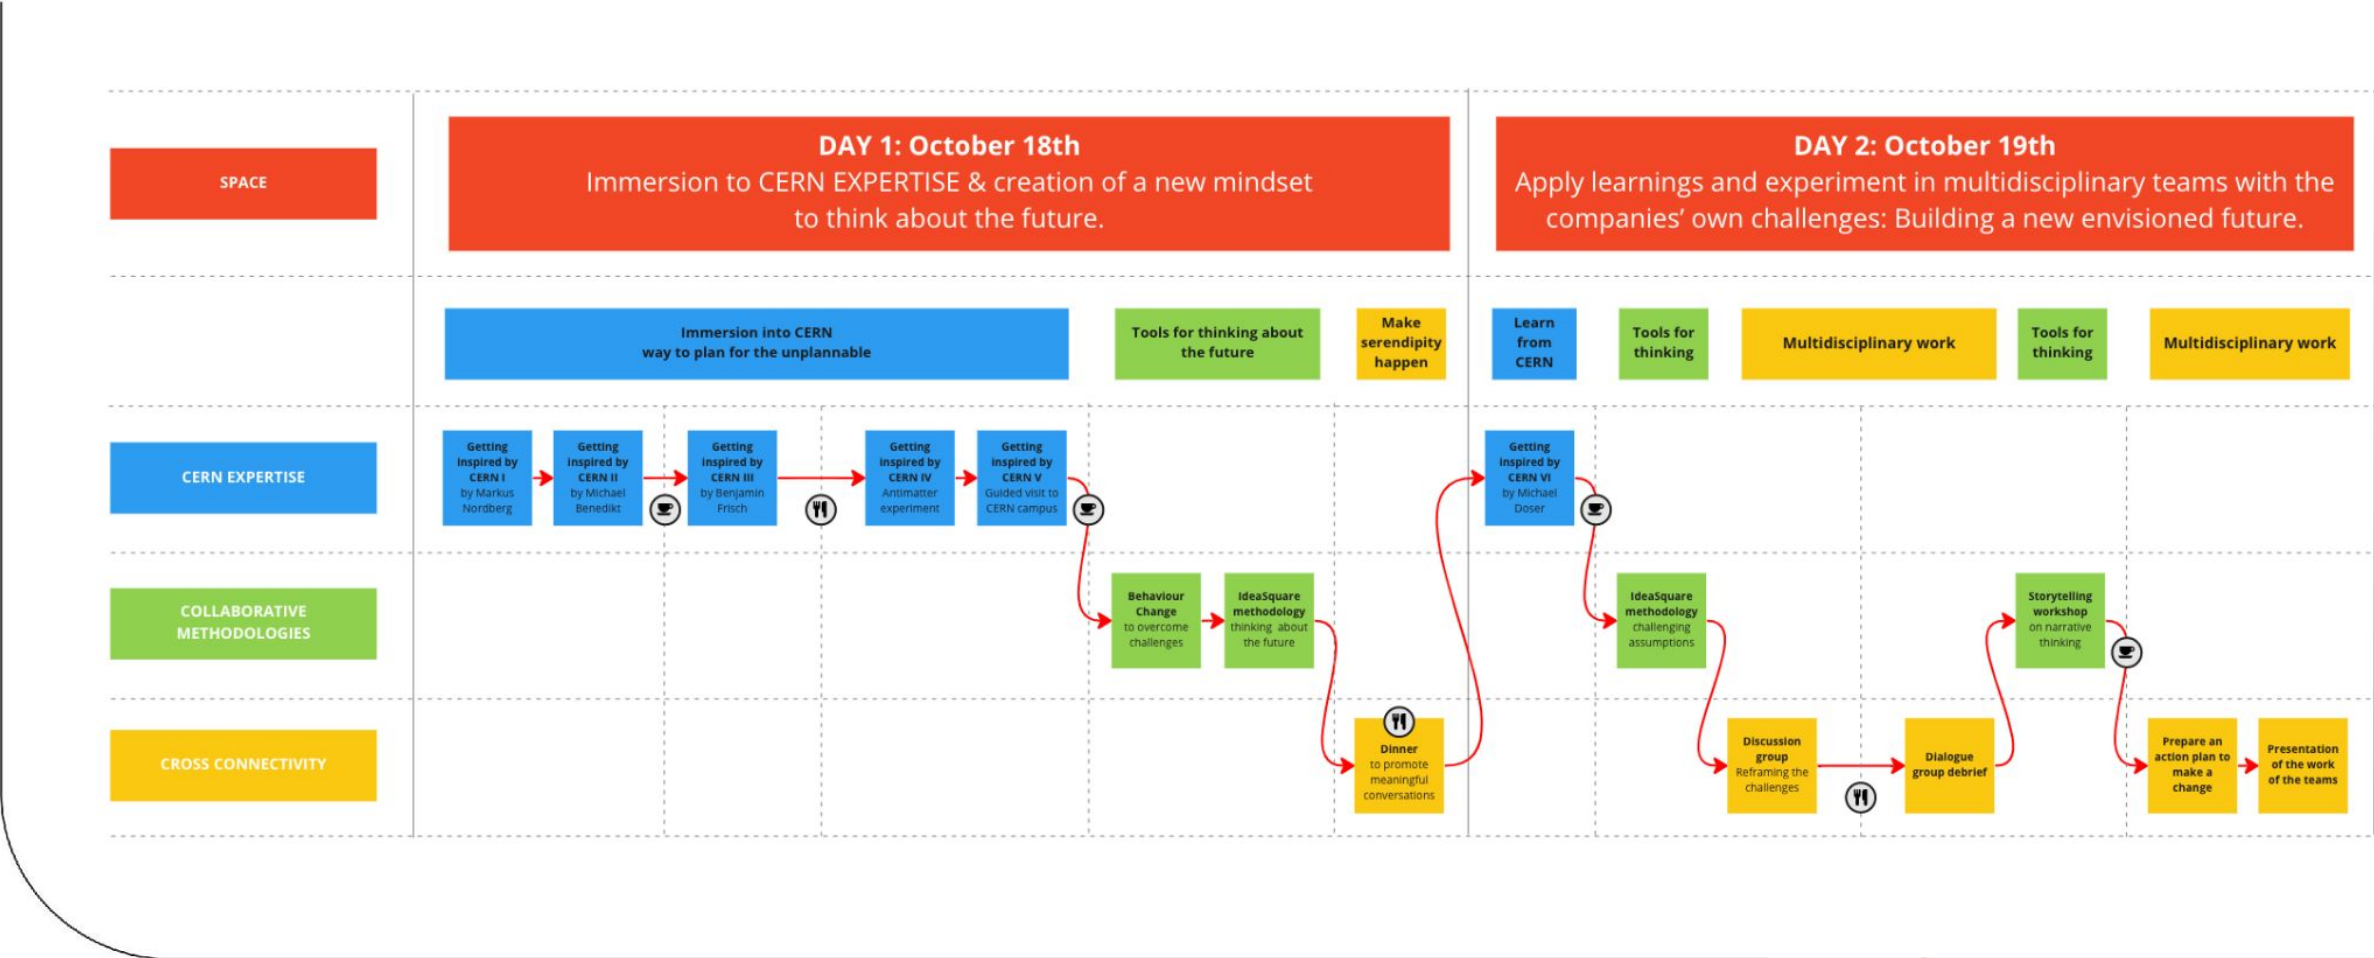 SPACE
DAY 1: October 18th
Immersion to CERN EXPERTISE & creation of a new mindset
to think about the future.
DAY 2: October 19th
Apply learnings and experiment in multidisciplinary teams with the
companies’ own challenges: Building a new envisioned future.
Immersion into CERN
way to plan for the unplannable
Tools for thinking about
the future
Make
serendipity
happen
Learn
from
CERN
Tools for
thinking
Multidisciplinary work
Tools for
thinking
Multidisciplinary work
CERN EXPERTISE
Getting
inspired by
CERN I
by Markus
Nordberg
Getting
inspired by
CERN II
by Michael
Benedikt
Getting
inspired by
CERN III
by Benjamin
Frisch
Getting
inspired by
CERN IV
Antimatter
experiment
Getting
inspired by
CERN V
Guided visit to
CERN campus
Getting
inspired by
CERN VI
by Michael
Doser
COLLABORATIVE
METHODOLOGIES
Behaviour
Change
to overcome
challenges
IdeaSquare
methodology
thinking about
the future
IdeaSquare
methodology
challenging
assumptions
Storytelling
workshop
on narrative
thinking
CROSS CONNECTIVITY
Dinner
to promote
meaningful
conversations
Discussion
group
Reframing the
challenges
Dialogue
group debrief
Prepare an
action plan to
make a
change
Presentation
of the work
of the teams